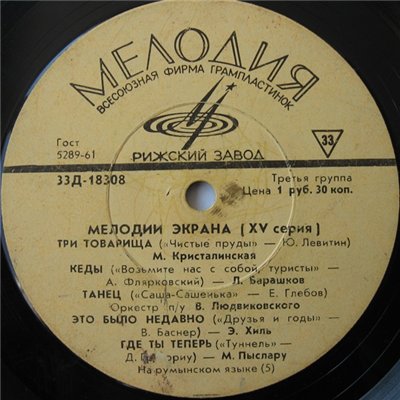 МЕЛОДИЯ
ВСЕСОЮЗНАЯ ФИРМА ГРАМПЛАСТИНОК
Гост
5289-61
РИЖСКИЙ ЗАВОД
33
33Д-18308
Третья группа
Цена 1 руб. 30 коп.
МЕЛОДИИ ЭКРАНА (XV серия)
ТРИ ТОВАРИЩА («Чистые пруды» — Ю. Левитин)
М. Кристалинская
КЕДЫ («Возьмите нас с собой, туристы» —
А. Флярковский) — Л. Барашков
ТАНЕЦ («Саша-Сашенька» — Е. Глебов)
Оркестр п/у В. Людвиковского
ЭТО БЫЛО НЕДАВНО («Друзья и годы» —
В. Баснер) — Э. Хиль
ГДЕ ТЫ ТЕПЕРЬ («Туннель» —
М. Пыслару
На румынском языке (5)